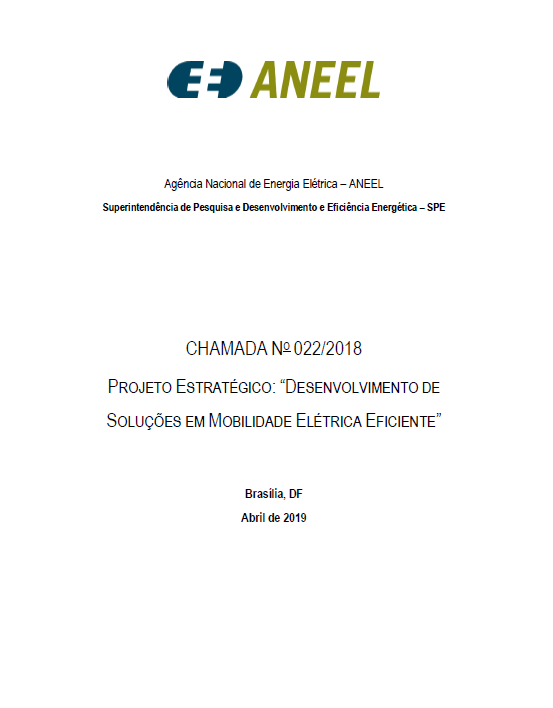 ANEEL
Agência Nacional de Energia Elétrica – ANEEL
Superintendência de Pesquisa e Desenvolvimento e Eficiência Energética – SPE
CHAMADA Nº 022/2018
PROJETO ESTRATÉGICO: “DESENVOLVIMENTO DE
SOLUÇÕES EM MOBILIDADE ELÉTRICA EFICIENTE”
Brasília, DF
Abril de 2019